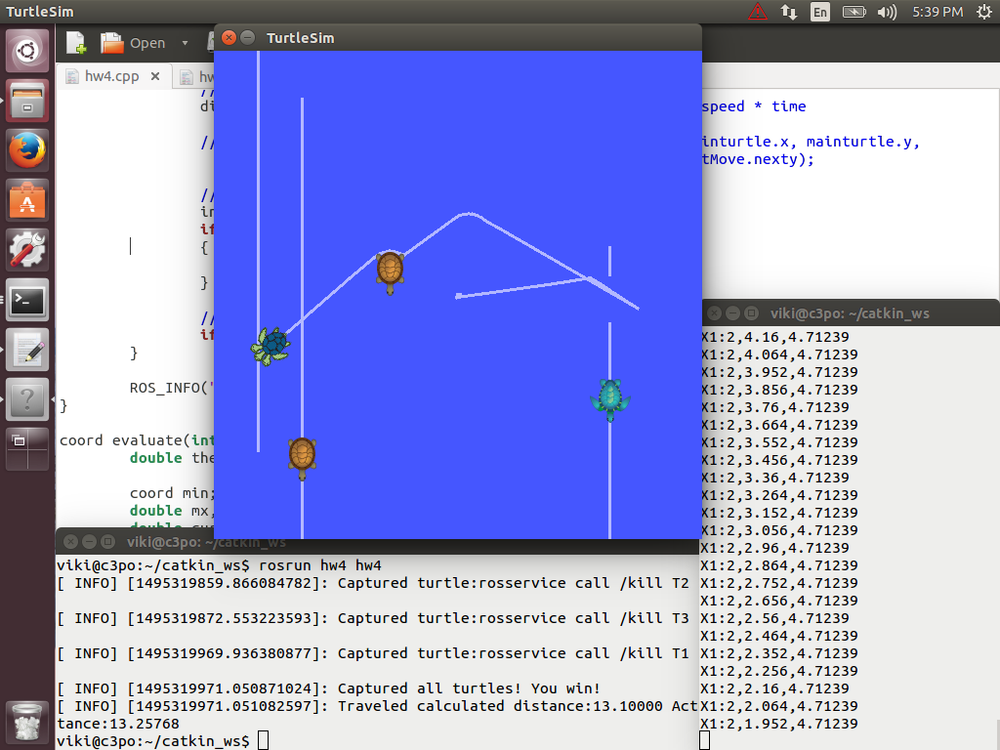 TurtleSim
En
5:39 PM
Open
TurtleSim
hw4.cpp
hw
//
di
speed * time
//
inturtle.x, mainturtle.y,
tMove.nexty);
//
in
if
{
}
//
if
}
ROS_INFO("
}
coord evaluate(int
double the
coord min;
double mx,
viki@c3po: ~/catkin_ws
viki@c3po:~/catkin_ws$ rosrun hw4 hw4
[ INFO] [1495319859.866084782]: Captured turtle:rosservice call /kill T2
[ INFO] [1495319872.553223593]: Captured turtle:rosservice call /kill T3
[ INFO] [1495319969.936380877]: Captured turtle:rosservice call /kill T1
[ INFO] [1495319971.050871024]: Captured all turtles! You win!
[ INFO] [1495319971.051082597]: Traveled calculated distance:13.10000 Act
tance:13.25768
viki@c3po:~/catkin_ws$
viki@c3po: ~/catkin_ws
X1:2,4.16,4.71239
X1:2,4.064,4.71239
X1:2,3.952,4.71239
X1:2,3.856,4.71239
X1:2,3.76,4.71239
X1:2,3.664,4.71239
X1:2,3.552,4.71239
X1:2,3.456,4.71239
X1:2,3.36,4.71239
X1:2,3.264,4.71239
X1:2,3.152,4.71239
X1:2,3.056,4.71239
X1:2,2.96,4.71239
X1:2,2.864,4.71239
X1:2,2.752,4.71239
X1:2,2.656,4.71239
X1:2,2.56,4.71239
X1:2,2.464,4.71239
X1:2,2.352,4.71239
X1:2,2.256,4.71239
X1:2,2.16,4.71239
X1:2,2.064,4.71239
X1:2,1.952,4.71239